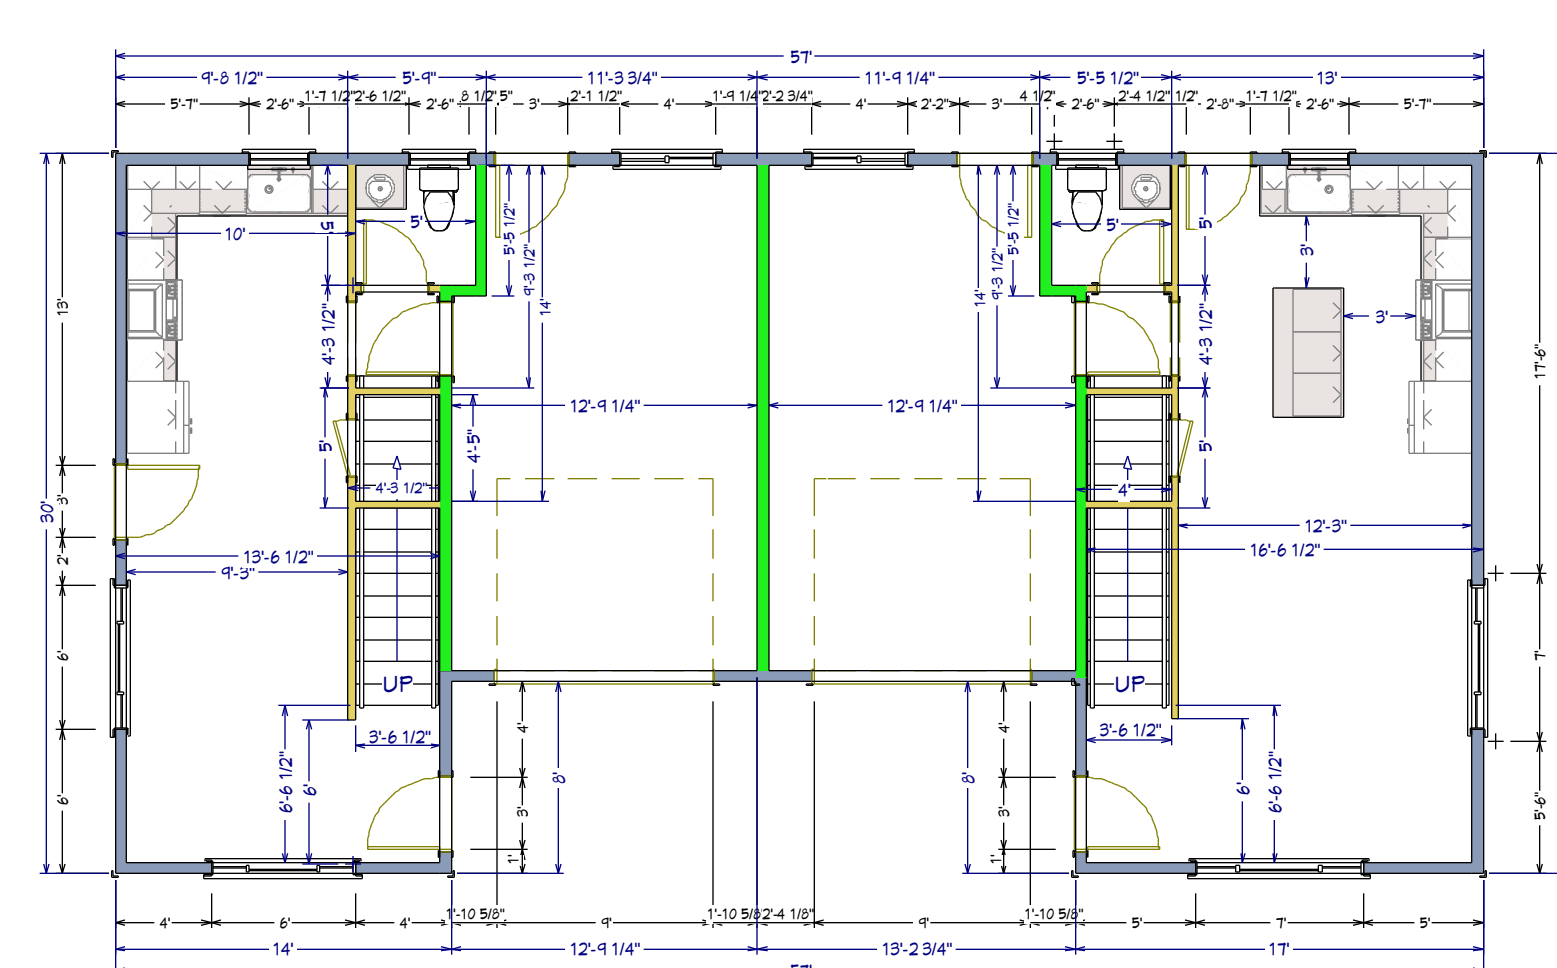 57'
9'-8 1/2" 5'-9" 11'-3 3/4" 11'-9 1/4" 5'-5 1/2" 13'
5'-7" 2'-6" 1'-7 1/2" 2'-6 1/2" 2'-6" 8 1/2" 5" 3' 2'-1 1/2" 4' 1'-9 1/4" 2'-2 3/4" 4' 2'-2" 3' 4 1/2" 2'-6" 2'-4 1/2" 1/2" 2'-8" 1'-7 1/2" 2'-6" 5'-7"
10' 5' 5' 5'-5 1/2" 9'-3 1/2" 14' 14' 9'-3 1/2" 5'-5 1/2" 5' 5' 3'
13' 4'-3 1/2" 4'-3 1/2" 3' 17'-6"
12'-9 1/4" 12'-9 1/4"
5' 4'-5" 5'
4'-3 1/2" 4'
30' 3' 12'-3"
2' 13'-6 1/2" 16'-6 1/2"
9'-3"
6' 7'
UP UP
3'-6 1/2" 4' 4' 3'-6 1/2"
6' 6'-6 1/2" 6' 8' 8' 6' 6'-6 1/2" 5'-6"
3' 3'
1' 1'
4' 6' 4' 1'-10 5/8" 9' 1'-10 5/8 2'-4 1/8" 9' 1'-10 5/8" 5' 7' 5'
14' 12'-9 1/4" 13'-2 3/4" 17'
57'